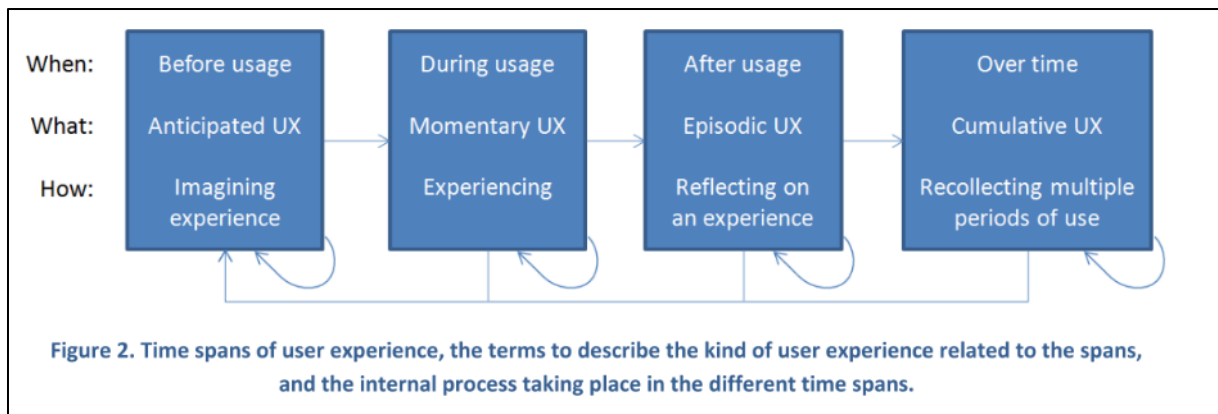 When: Before usage During usage After usage Over time
What: Anticipated UX Momentary UX Episodic UX Cumulative UX
How: Imagining experience Experiencing Reflecting on an experience Recollecting multiple periods of use
Figure 2. Time spans of user experience, the terms to describe the kind of user experience related to the spans,
and the internal process taking place in the different time spans.